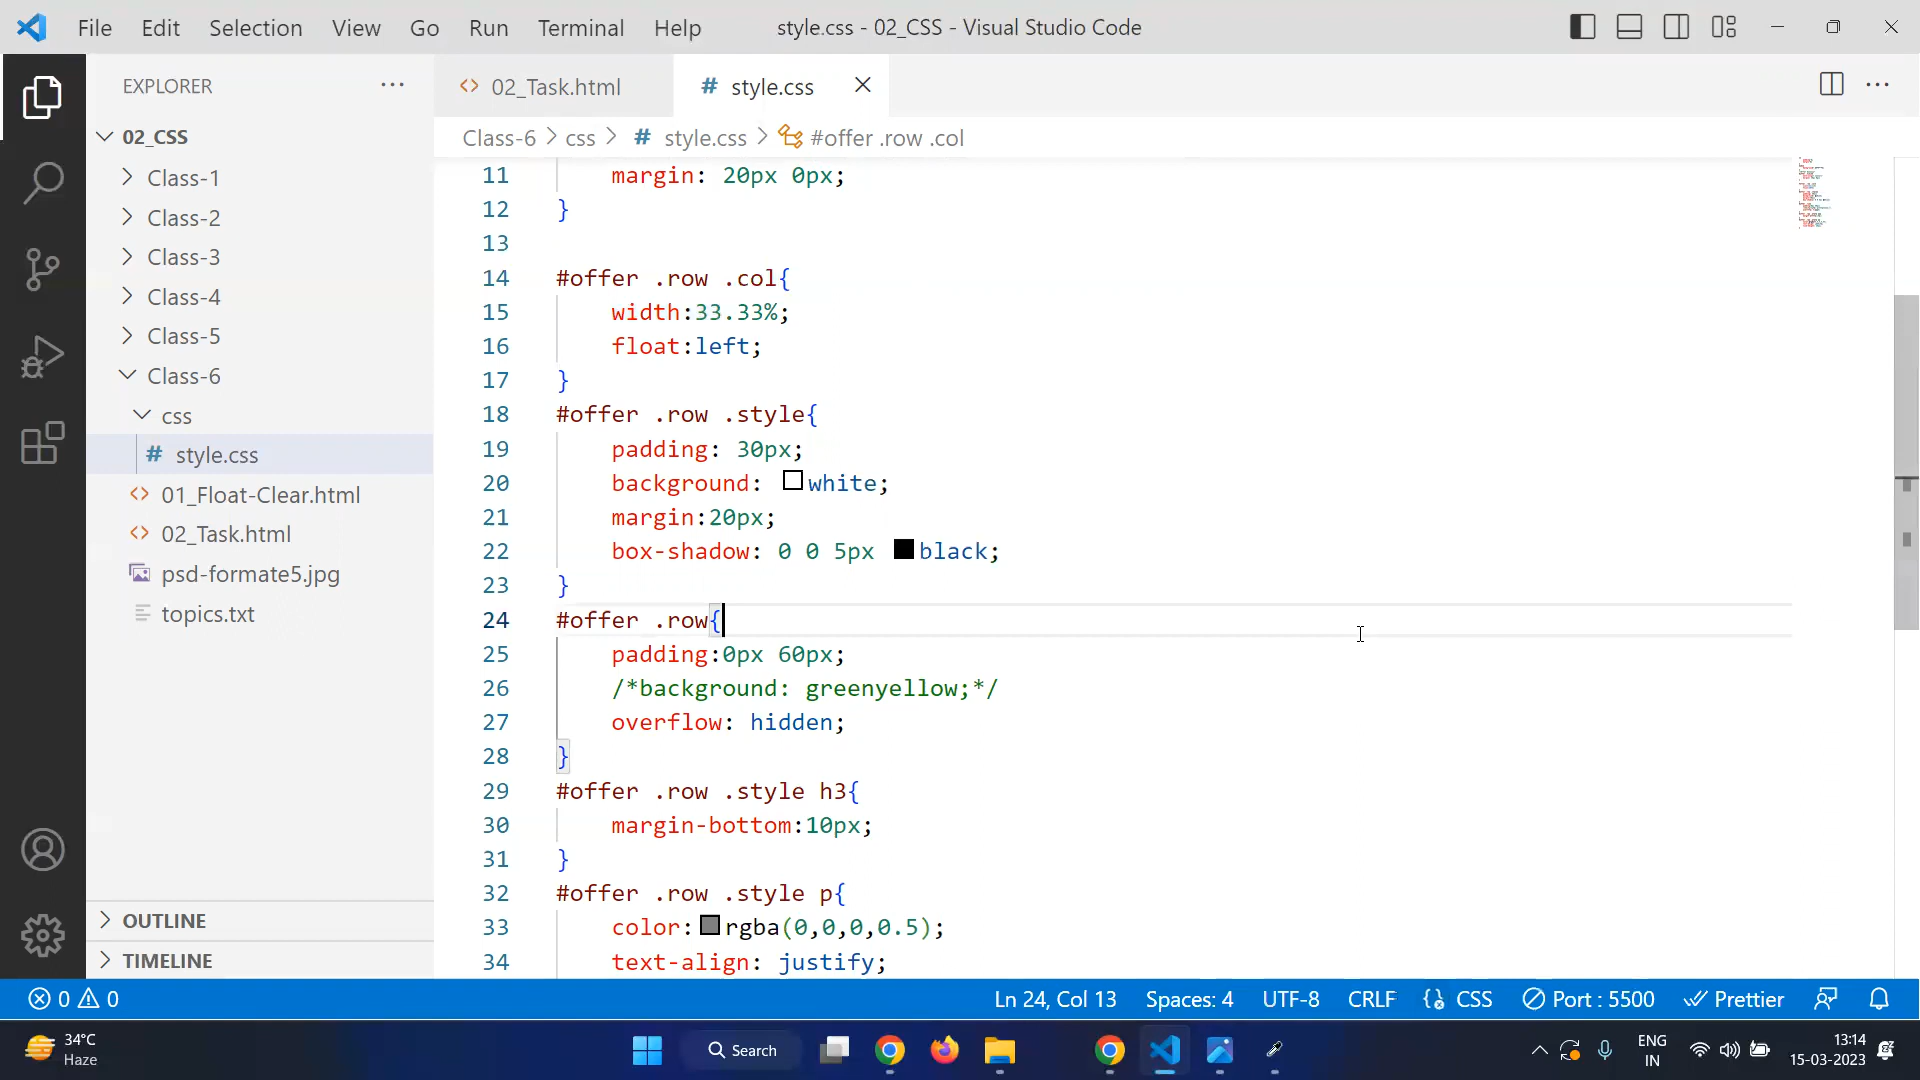 File Edit Selection View Go Run Terminal Help style.css - 02_CSS - Visual Studio Code
EXPLORER ···
02_CSS
Class-1
Class-2
Class-3
Class-4
Class-5
Class-6
css
# style.css
<> 01_Float-Clear.html
<> 02_Task.html
psd-formate5.jpg
topics.txt
OUTLINE
TIMELINE
<> 02_Task.html # style.css
Class-6 > css > # style.css > #offer .row .col
11 margin: 20px 0px;
12 }
13
14 #offer .row .col{
15 width:33.33%;
16 float:left;
17 }
18 #offer .row .style{
19 padding: 30px;
20 background: white;
21 margin:20px;
22 box-shadow: 0 0 5px black;
23 }
24 #offer .row{
25 padding:0px 60px;
26 /*background: greenyellow;*/
27 overflow: hidden;
28 }
29 #offer .row .style h3{
30 margin-bottom:10px;
31 }
32 #offer .row .style p{
33 color:rgba(0,0,0,0.5);
34 text-align: justify;
0 0 Ln 24, Col 13 Spaces: 4 UTF-8 CRLF {} CSS Port : 5500 Prettier
34°C
Haze
Search
ENG
IN
13:14
15-03-2023